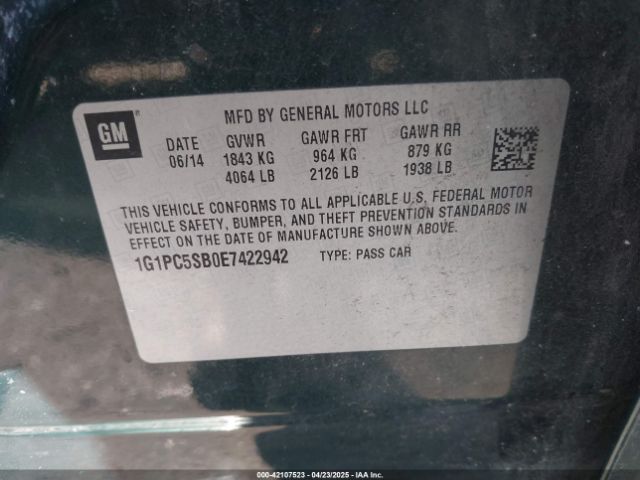 GM
MFD BY GENERAL MOTORS LLC
DATE GVWR GAWR FRT GAWR RR
06/14 1843 KG 964 KG 879 KG
4064 LB 2126 LB 1938 LB
THIS VEHICLE CONFORMS TO ALL APPLICABLE U.S. FEDERAL MOTOR
VEHICLE SAFETY, BUMPER, AND THEFT PREVENTION STANDARDS IN
EFFECT ON THE DATE OF MANUFACTURE SHOWN ABOVE.
1G1PC5SB0E7422942 TYPE: PASS CAR
000-42107523 - 04/23/2025 - IAA Inc.